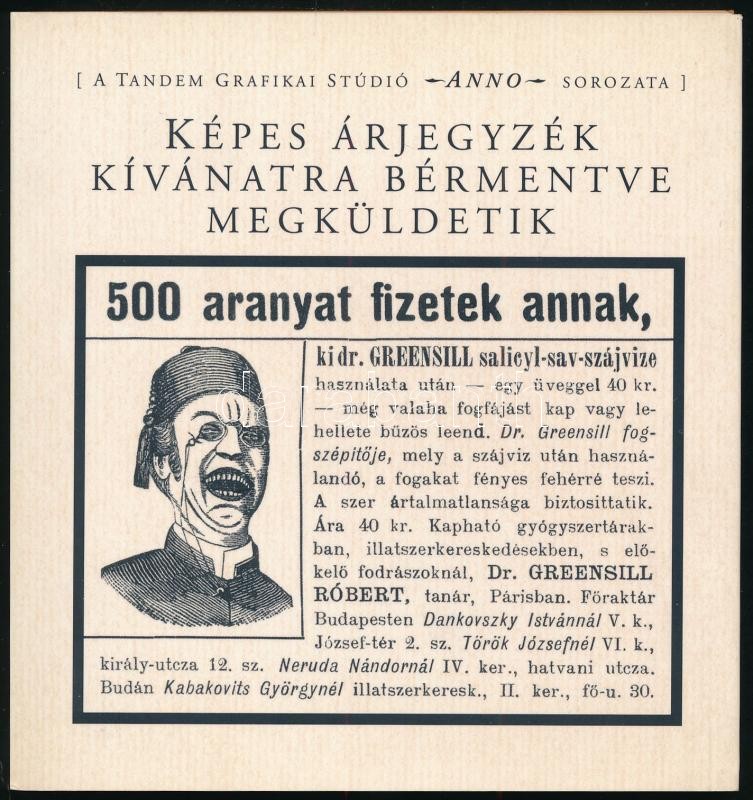 [ A Tandem Grafikai Stúdió ~ANNO~ sorozata ]
Képes árjegyzék
kívánatra bérmentve
megküldetik
500 aranyat fizetek annak,
ki dr. GREENSILL salicyl-sav-szájvize
használata után — egy üveggel 40 kr.
— még valaha fogfájást kap vagy le-
hellete bűzös leend. Dr. Greensill fog-
szépitője, mely a szájviz után haszná-
landó, a fogakat fényes fehérré teszi.
A szer ártalmatlansága biztosittatik.
Ára 40 kr. Kapható gyógyszertárak-
ban, illatszerkereskedésekben, s elő-
kelő fodrászoknál, Dr. GREENSILL
RÓBERT, tanár, Párisban. Főraktár
Budapesten Dankovszky Istvánnál V. k.,
József-tér 2. sz. Török Józsefnél VI. k.,
király-utcza 12. sz. Neruda Nándornál IV. ker., hatvani utcza.
Budán Kabakovits Györgynél illatszerkeresk., II. ker., fő-u. 30.